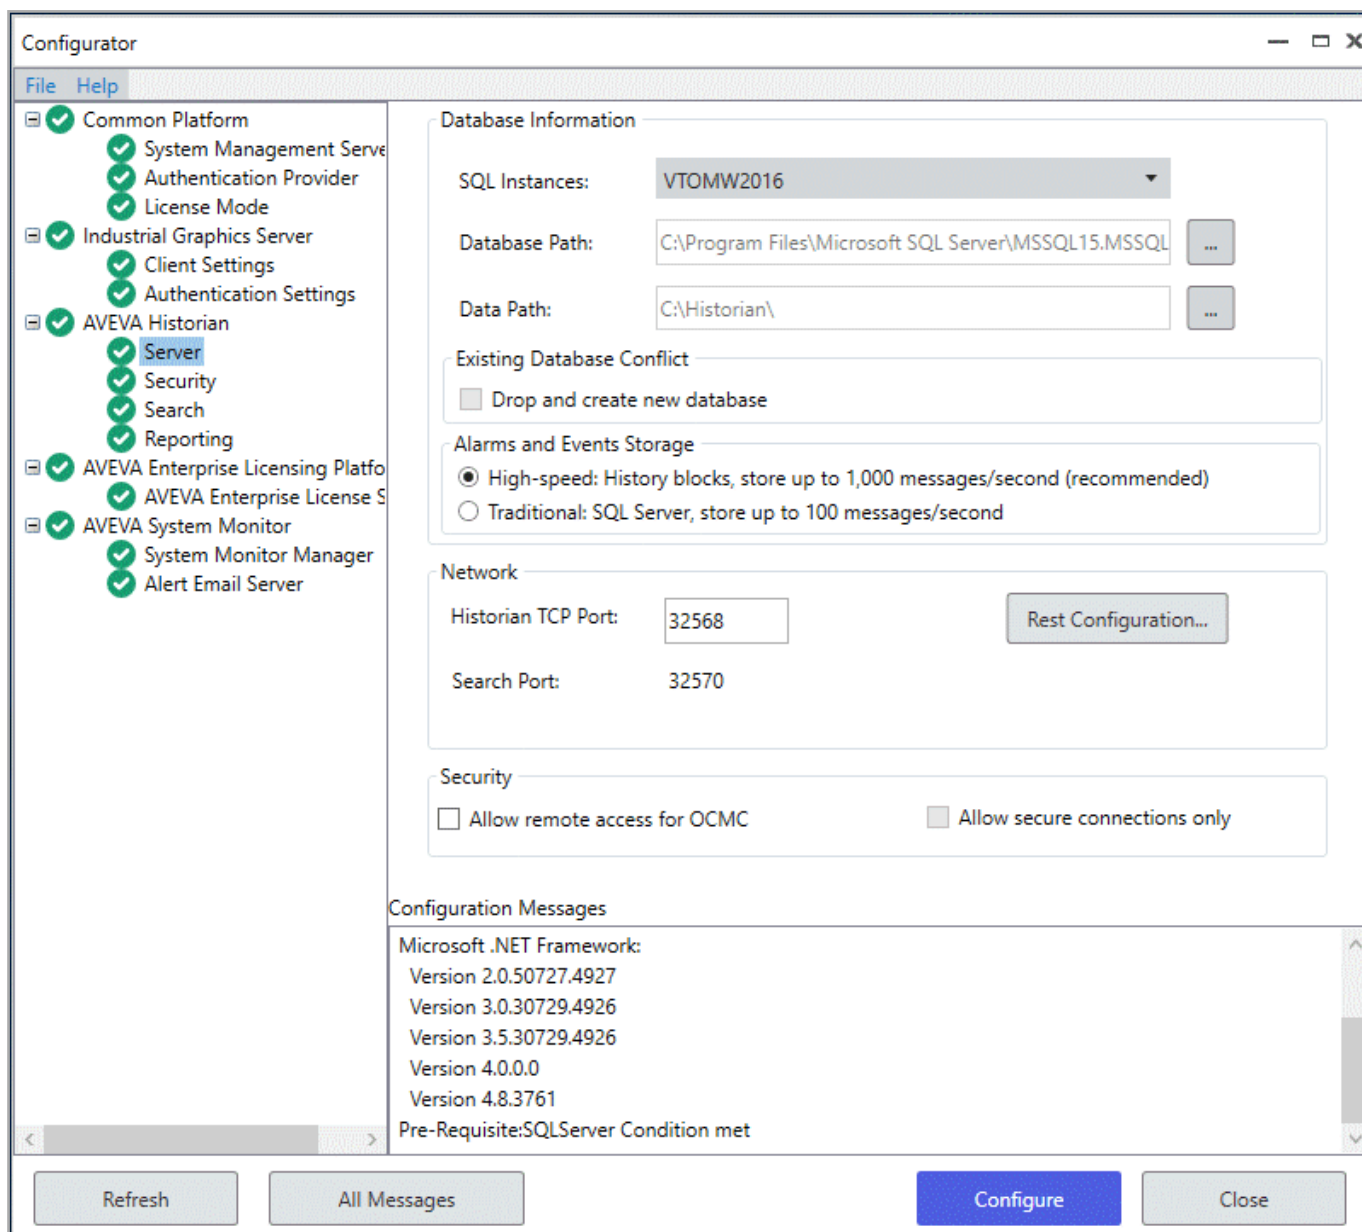 Configurator
File Help
Common Platform
System Management Serve
Authentication Provider
License Mode
Industrial Graphics Server
Client Settings
Authentication Settings
AVEVA Historian
Server
Security
Search
Reporting
AVEVA Enterprise Licensing Platfo
AVEVA Enterprise License S
AVEVA System Monitor
System Monitor Manager
Alert Email Server
Database Information
SQL Instances: VTOMW2016
Database Path: C:\Program Files\Microsoft SQL Server\MSSQL15.MSSQL ...
Data Path: C:\Historian\ ...
Existing Database Conflict
Drop and create new database
Alarms and Events Storage
High-speed: History blocks, store up to 1,000 messages/second (recommended)
Traditional: SQL Server, store up to 100 messages/second
Network
Historian TCP Port: 32568 Rest Configuration...
Search Port: 32570
Security
Allow remote access for OCMC Allow secure connections only
Configuration Messages
Microsoft .NET Framework:
Version 2.0.50727.4927
Version 3.0.30729.4926
Version 3.5.30729.4926
Version 4.0.0.0
Version 4.8.3761
Pre-Requisite:SQLServer Condition met
Refresh All Messages Configure Close